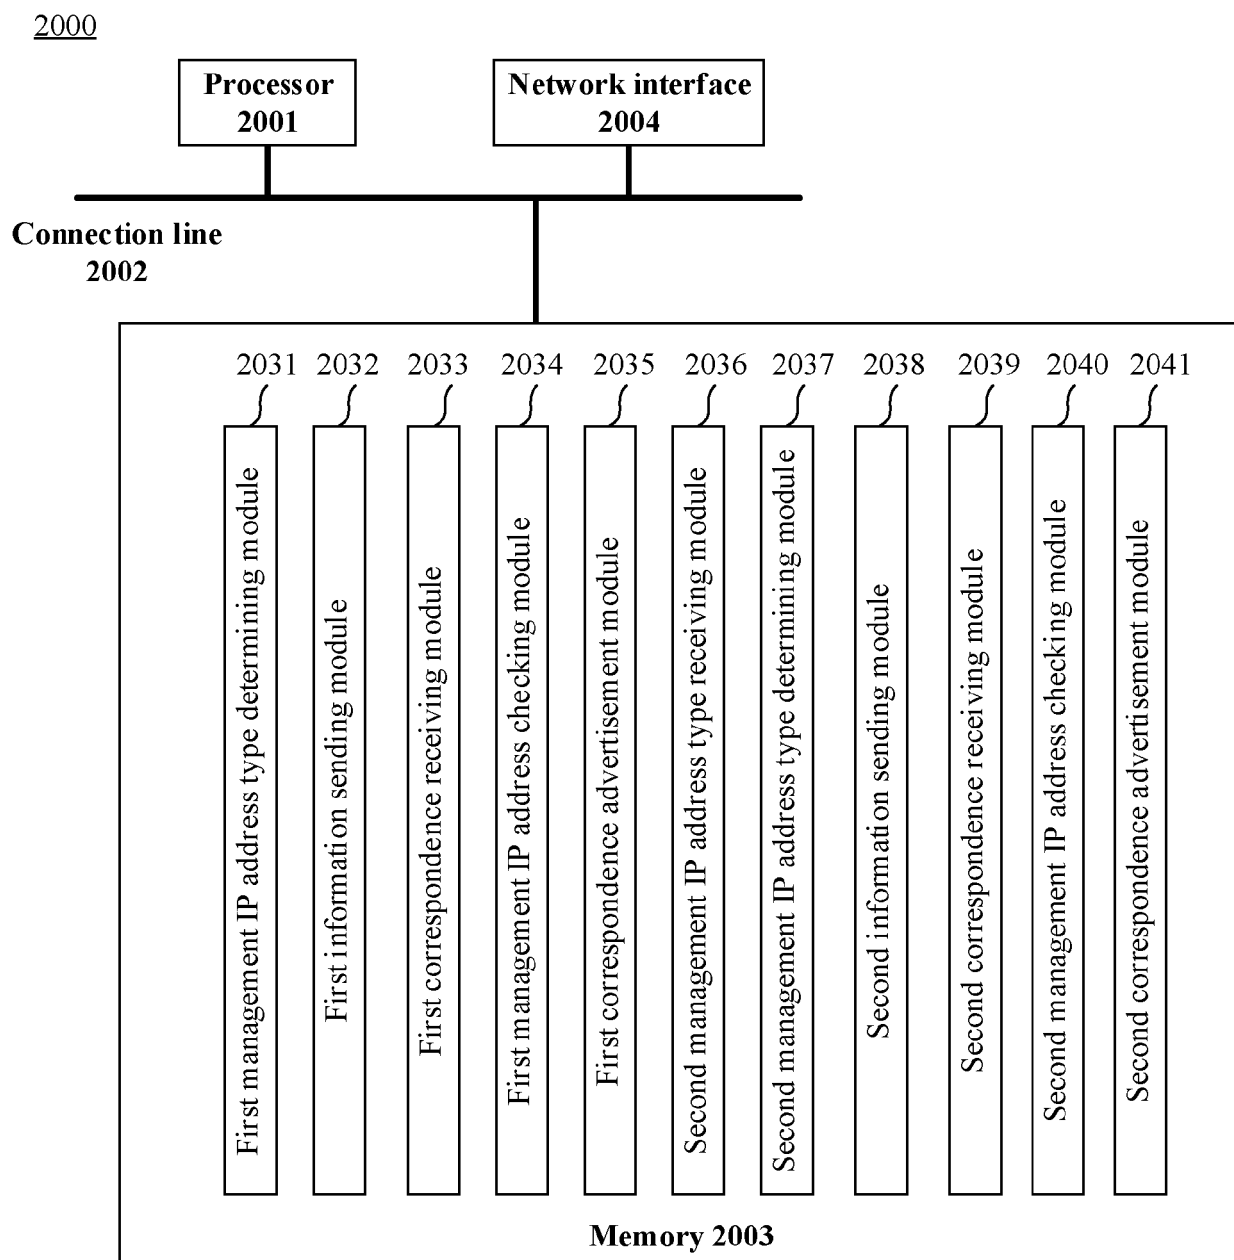 2000
Processor
2001
Network interface
2004
Connection line
2002
2031
2032
2033
2034
2035
2036
2037
2038
2039
2040
2041
First management IP address type determining module
First information sending module
First correspondence receiving module
First management IP address checking module
First correspondence advertisement module
Second management IP address type receiving module
Second management IP address type determining module
Second information sending module
Second correspondence receiving module
Second management IP address checking module
Second correspondence advertisement module
Memory 2003